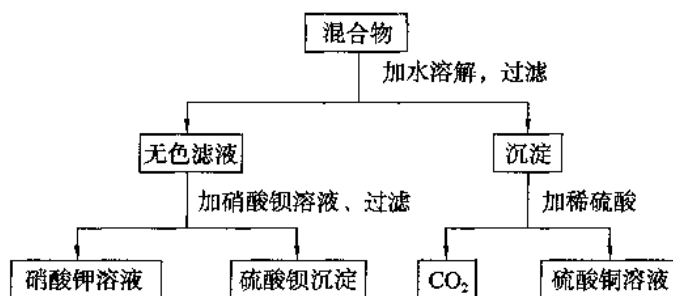 混合物
加水溶解，过滤
无色滤液
沉淀
加硝酸钡溶液、过滤
加稀硫酸
硝酸钾溶液
硫酸钡沉淀
CO₂
硫酸铜溶液